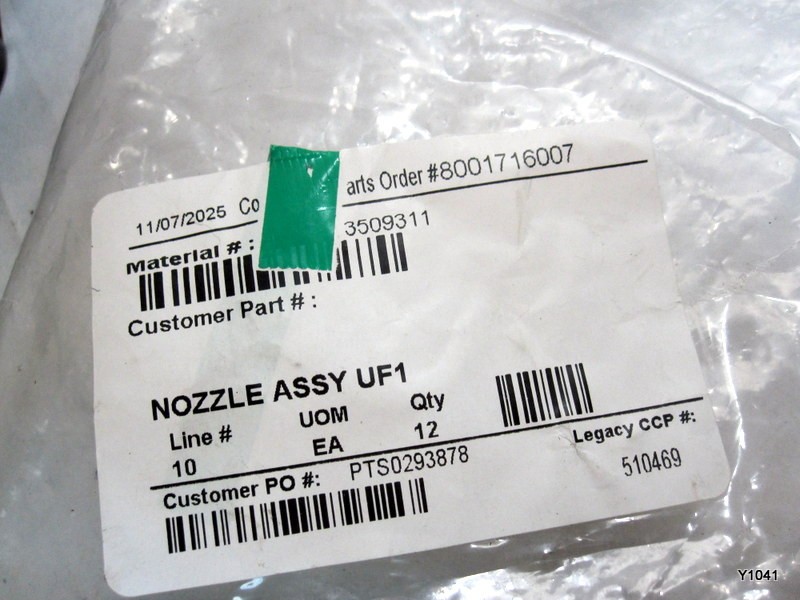 11/07/2025 Co arts Order #8001716007
Material # : 3509311
Customer Part # :
NOZZLE ASSY UF1
Line # UOM Qty
10 EA 12
Customer PO #: PTS0293878 Legacy CCP #:
510469
Y1041